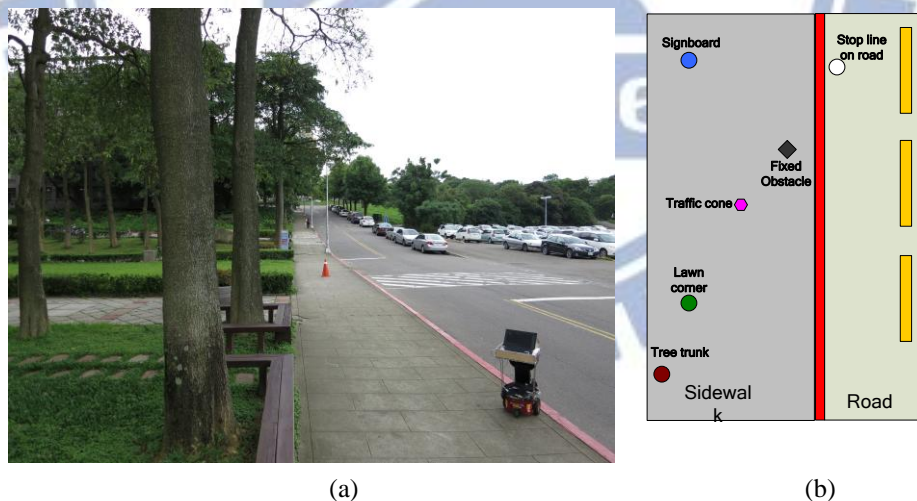 Signboard
Stop line
on road
Fixed
Obstacle
Traffic cone
Lawn
corner
Tree trunk
Sidewal
k
Road
(a)
(b)